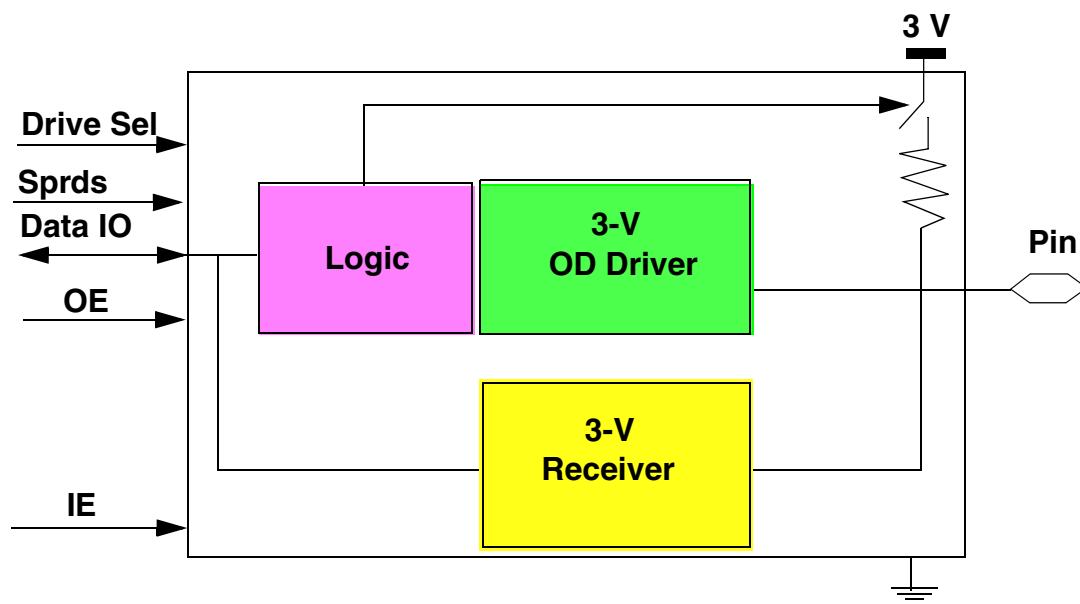 3 V
Drive Sel
Sprds
Data IO
OE
IE
Logic
3-V
OD Driver
3-V
Receiver
Pin